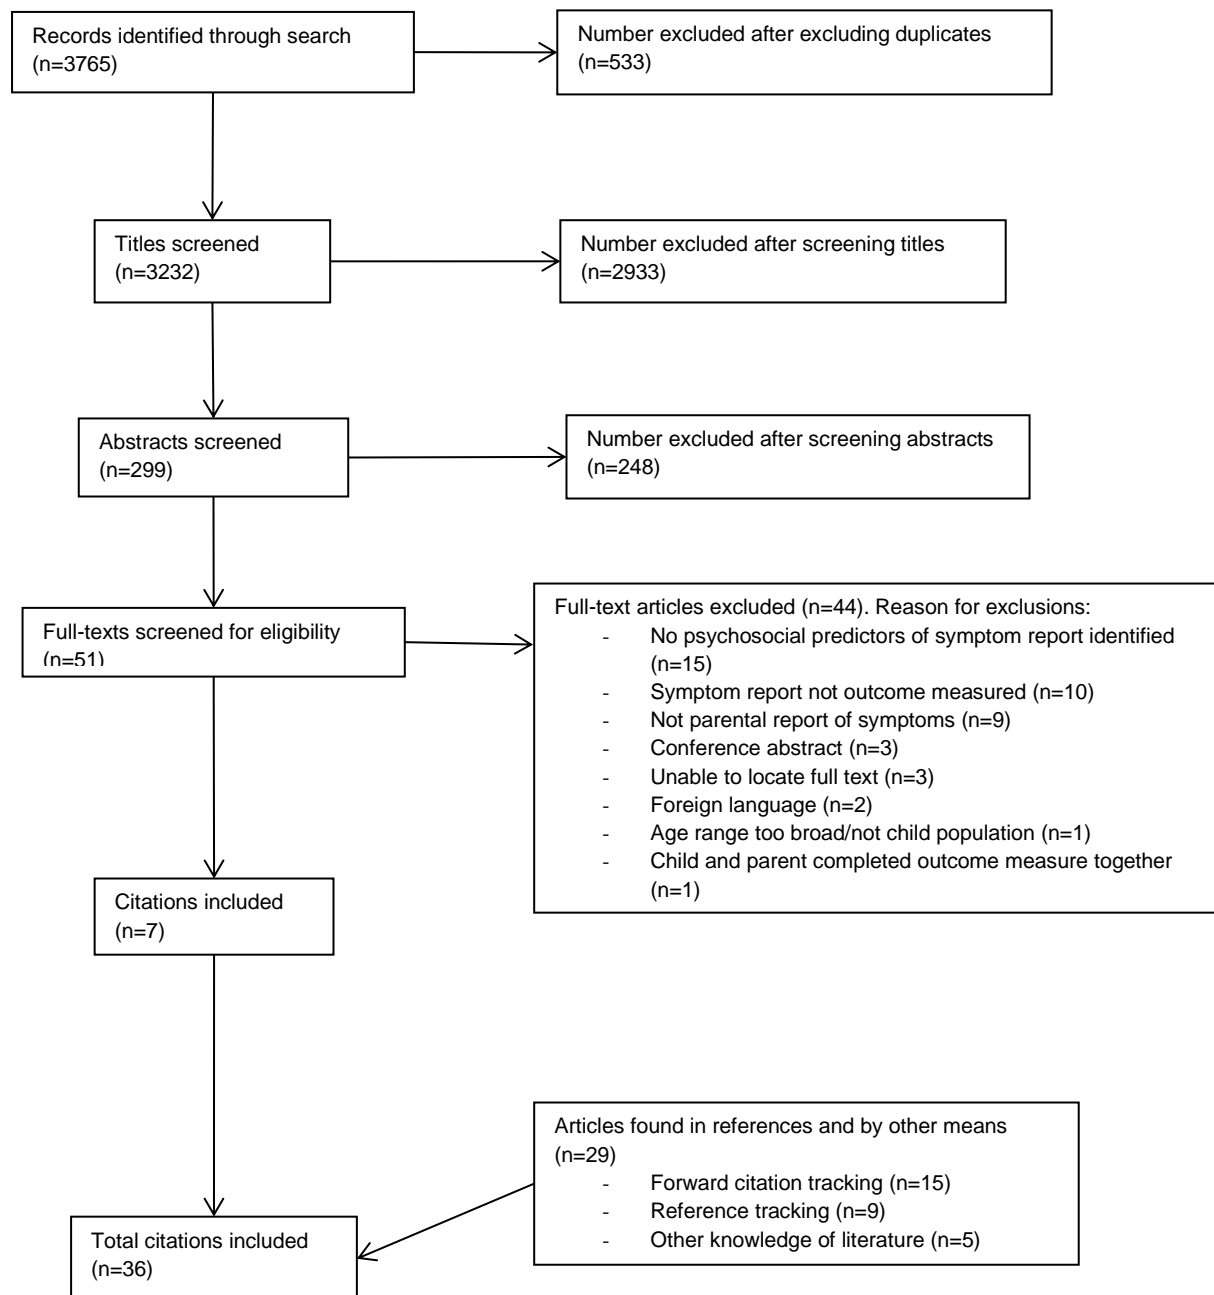 Records identified through search
(n=3765)
Number excluded after excluding duplicates
(n=533)
Titles screened
(n=3232)
Number excluded after screening titles
(n=2933)
Abstracts screened
(n=299)
Number excluded after screening abstracts
(n=248)
Full-texts screened for eligibility
(n=51)
Full-text articles excluded (n=44). Reason for exclusions:
- No psychosocial predictors of symptom report identified
(n=15)
- Symptom report not outcome measured (n=10)
- Not parental report of symptoms (n=9)
- Conference abstract (n=3)
- Unable to locate full text (n=3)
- Foreign language (n=2)
- Age range too broad/not child population (n=1)
- Child and parent completed outcome measure together
(n=1)
Citations included
(n=7)
Articles found in references and by other means
(n=29)
- Forward citation tracking (n=15)
- Reference tracking (n=9)
- Other knowledge of literature (n=5)
Total citations included
(n=36)